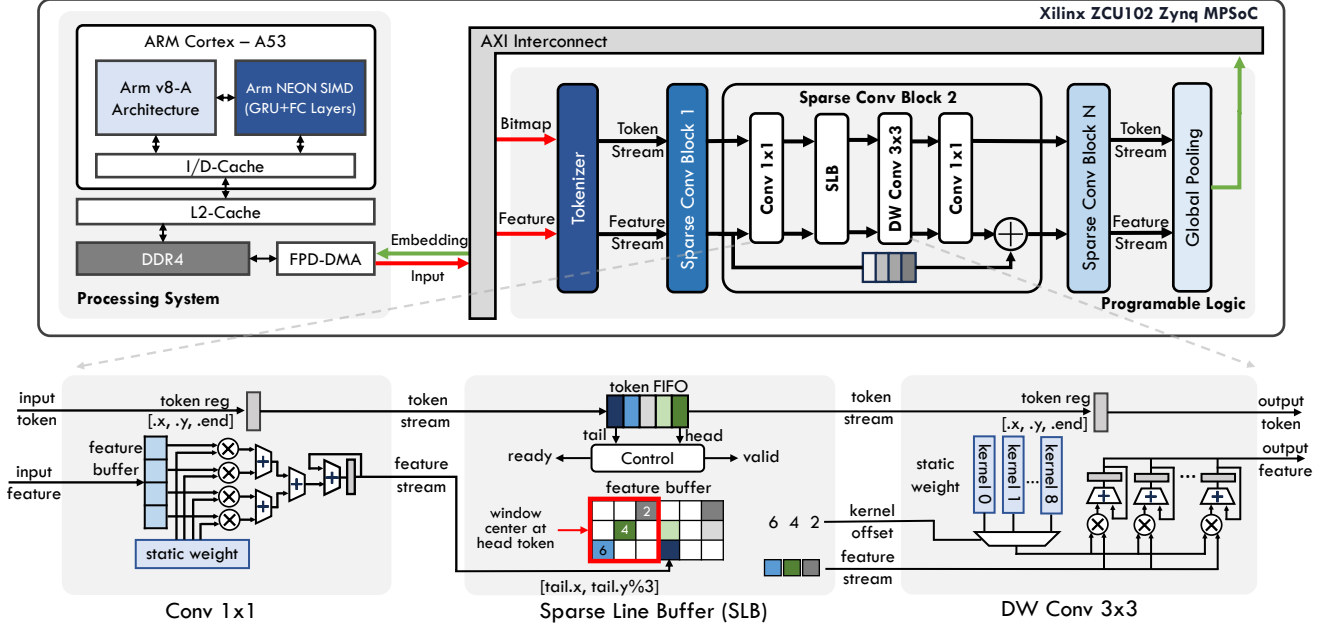 Xilinx ZCU102 Zynq MPSoC
ARM Cortex – A53
Arm v8-A
Architecture
Arm NEON SIMD
(GRU+FC Layers)
I/D-Cache
L2-Cache
DDR4
FPD-DMA
Processing System
Embedding
Input
AXI Interconnect
Bitmap
Feature
Tokenizer
Token
Stream
Feature
Stream
Sparse Conv Block 1
Sparse Conv Block 2
Conv 1x1
SLB
DW Conv 3x3
Conv 1x1
Sparse Conv Block N
Token
Stream
Feature
Stream
Global Pooling
Programable Logic
input
token
token reg
[.x, .y, .end]
feature
buffer
input
feature
static weight
Conv 1x1
token
stream
feature
stream
token FIFO
tail
head
ready
Control
valid
feature buffer
window
center at
head token
2
4
6
[tail.x, tail.y%3]
Sparse Line Buffer (SLB)
token
stream
6 4 2
kernel
offset
feature
stream
token reg
[.x, .y, .end]
static
weight
kernel 0
kernel 1
...
kernel 8
...
output
token
output
feature
DW Conv 3x3